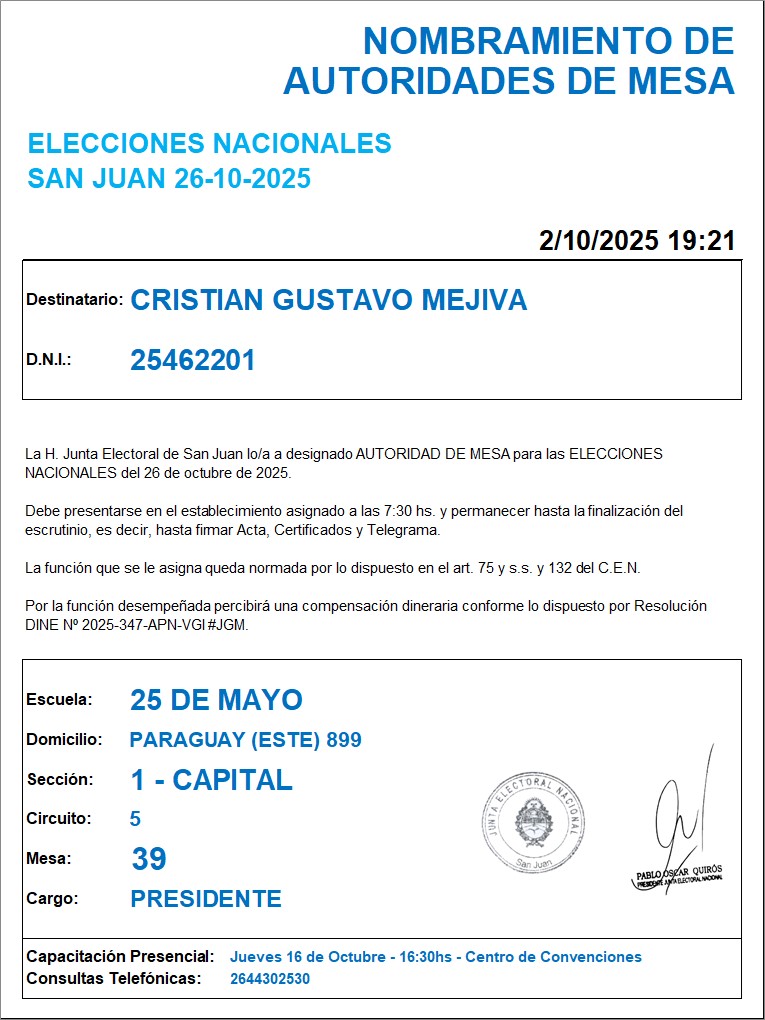 NOMBRAMIENTO DE
AUTORIDADES DE MESA
ELECCIONES NACIONALES
SAN JUAN 26-10-2025
2/10/2025 19:21
Destinatario: CRISTIAN GUSTAVO MEJIVA
D.N.I.: 25462201
La H. Junta Electoral de San Juan lo/a a designado AUTORIDAD DE MESA para las ELECCIONES
NACIONALES del 26 de octubre de 2025.
Debe presentarse en el establecimiento asignado a las 7:30 hs. y permanecer hasta la finalización del
escrutinio, es decir, hasta firmar Acta, Certificados y Telegrama.
La función que se le asigna queda normada por lo dispuesto en el art. 75 y s.s. y 132 del C.E.N.
Por la función desempeñada percibirá una compensación dineraria conforme lo dispuesto por Resolución
DINE Nº 2025-347-APN-VGI#JGM.
Escuela: 25 DE MAYO
Domicilio: PARAGUAY (ESTE) 899
Sección: 1 - CAPITAL
Circuito: 5
Mesa: 39
Cargo: PRESIDENTE
JUNTA ELECTORAL NACIONAL
San Juan
PABLO OSCAR QUIRÓS
PRESIDENTE JUNTA ELECTORAL NACIONAL
Capacitación Presencial: Jueves 16 de Octubre - 16:30hs - Centro de Convenciones
Consultas Telefónicas: 2644302530